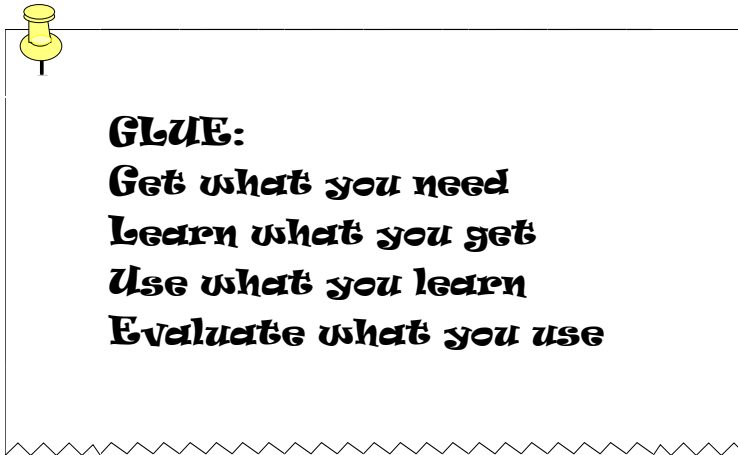 GLUE:
Get what you need
Learn what you get
Use what you learn
Evaluate what you use